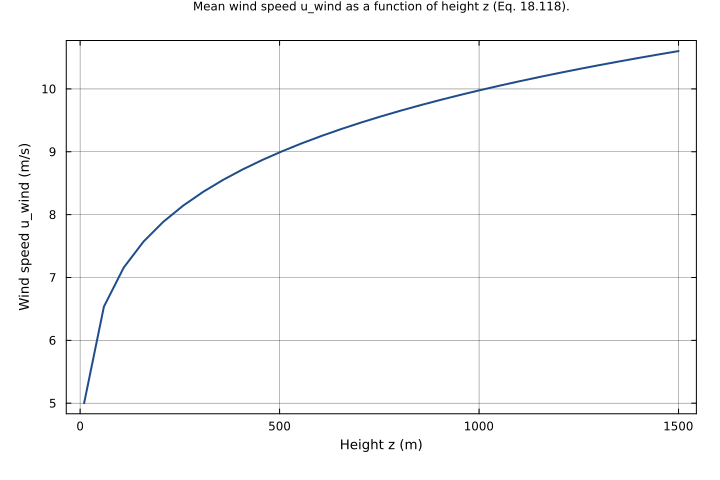 Mean wind speed u_wind as a function of height z (Eq. 18.118).
10
9
8
7
6
5
Wind speed u_wind (m/s)
0 500 1000 1500
Height z (m)